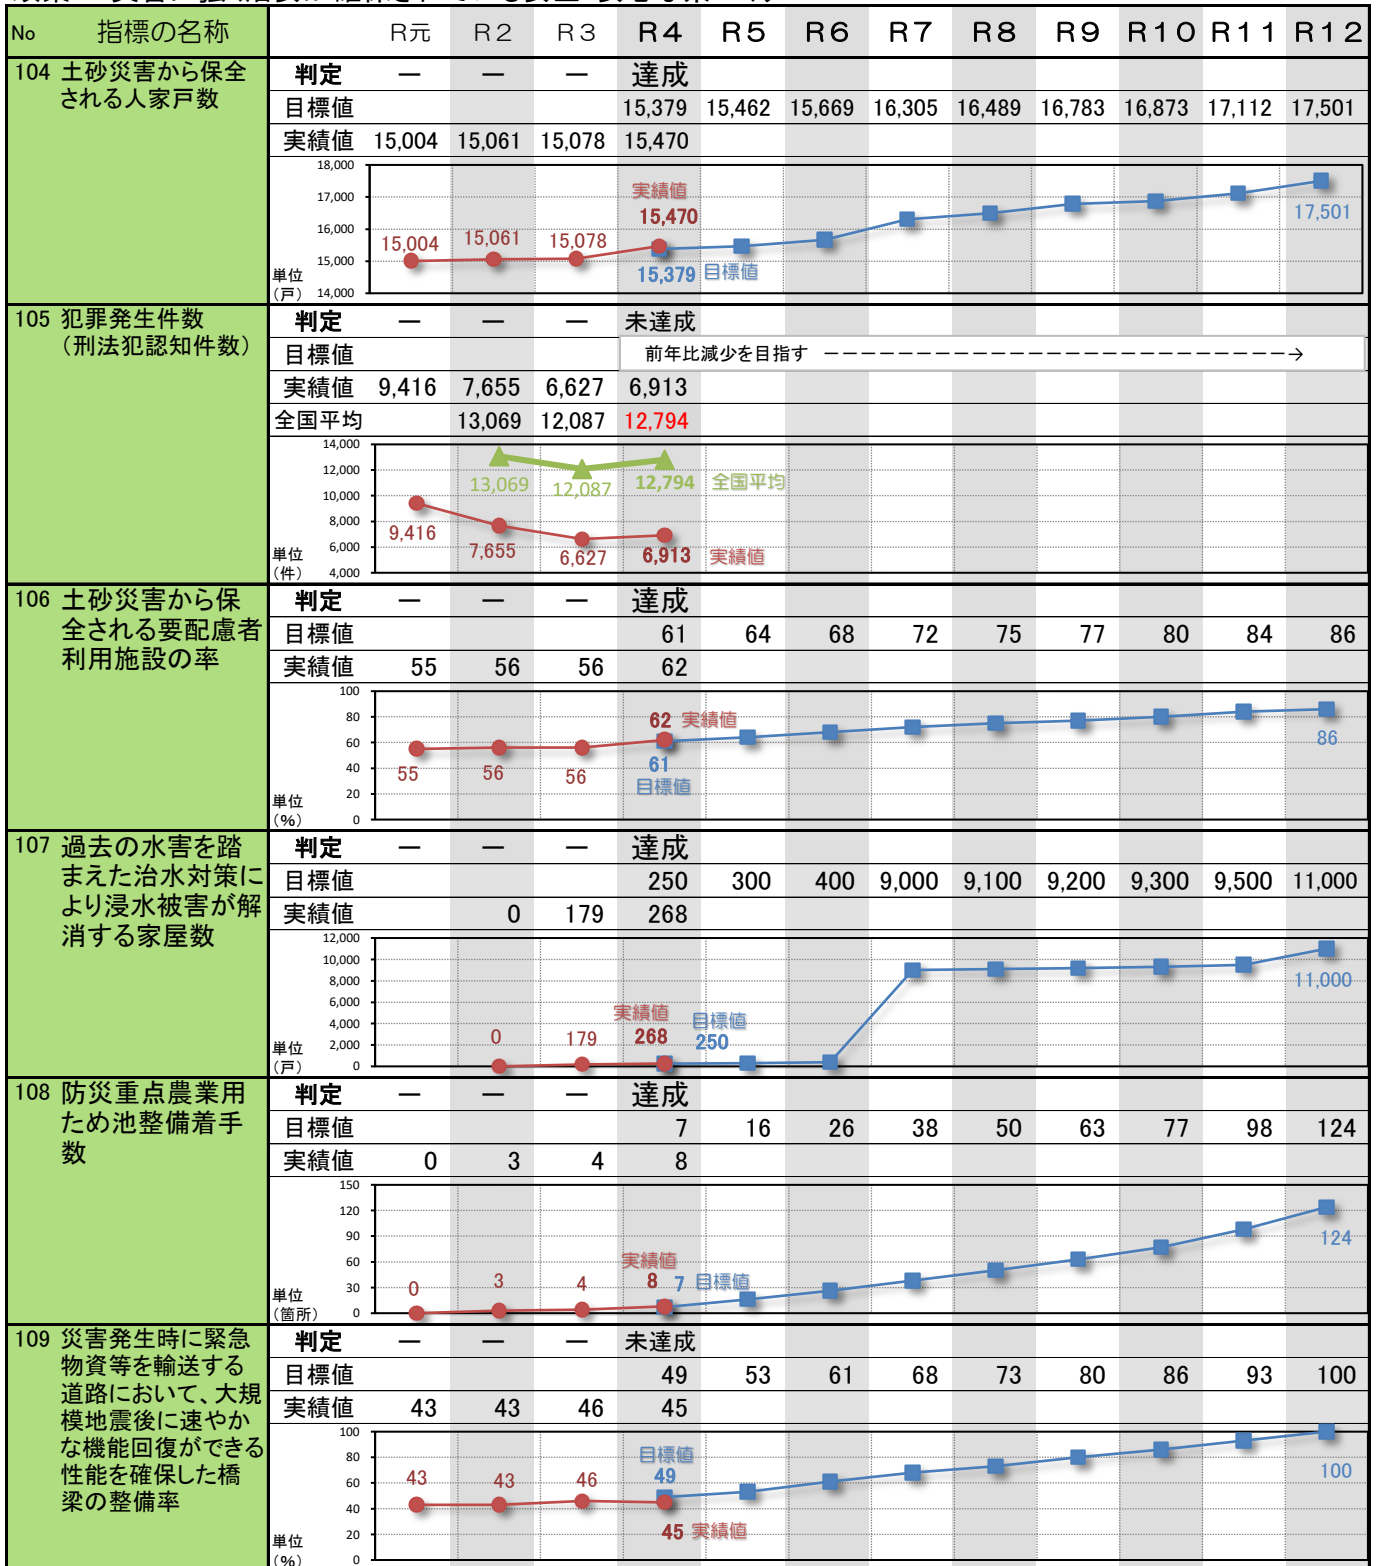 No 指標の名称 R元 R2 R3 R4 R5 R6 R7 R8 R9 R10 R11 R12
104 土砂災害から保全
される人家戸数
判定 － － － 達成
目標値 15,379 15,462 15,669 16,305 16,489 16,783 16,873 17,112 17,501
実績値 15,004 15,061 15,078 15,470
18,000
17,000
16,000
15,000
14,000
単位
（戸）
15,004 15,061 15,078
実績値
15,470
15,379 目標値
17,501
105 犯罪発生件数
（刑法犯認知件数）
判定 － － － 未達成
目標値 前年比減少を目指す －－－－－－－－－－－－－－－－－－－－－－－－→
実績値 9,416 7,655 6,627 6,913
全国平均 13,069 12,087 12,794
14,000
12,000
10,000
8,000
6,000
4,000
単位
（件）
13,069 12,087 12,794 全国平均
9,416 7,655 6,627 6,913 実績値
106 土砂災害から保
全される要配慮者
利用施設の率
判定 － － － 達成
目標値 61 64 68 72 75 77 80 84 86
実績値 55 56 56 62
100
80
60
40
20
0
単位
（%）
55 56 56
62 実績値
61
目標値
86
107 過去の水害を踏
まえた治水対策に
より浸水被害が解
消する家屋数
判定 － － － 達成
目標値 250 300 400 9,000 9,100 9,200 9,300 9,500 11,000
実績値 0 179 268
12,000
10,000
8,000
6,000
4,000
2,000
0
単位
（戸）
0 179
実績値
268
目標値
250
11,000
108 防災重点農業用
ため池整備着手
数
判定 － － － 達成
目標値 7 16 26 38 50 63 77 98 124
実績値 0 3 4 8
150
120
90
60
30
0
単位
（箇所）
0 3 4
実績値
8
7 目標値
124
109 災害発生時に緊急
物資等を輸送する
道路において、大規
模地震後に速やか
な機能回復ができる
性能を確保した橋
梁の整備率
判定 － － － 未達成
目標値 49 53 61 68 73 80 86 93 100
実績値 43 43 46 45
100
80
60
40
20
0
単位
（%）
43 43 46
目標値
49
45 実績値
100